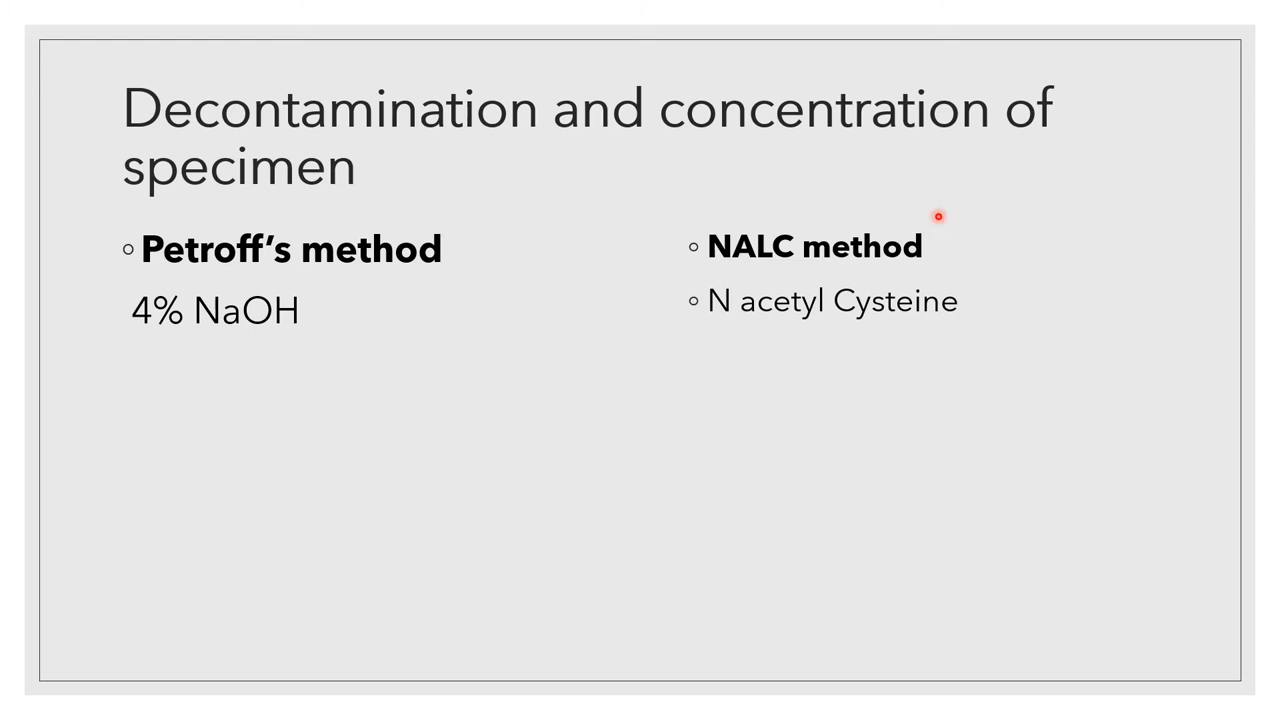 Decontamination and concentration of
specimen
◦ Petroff’s method
4% NaOH
◦ NALC method
◦ N acetyl Cysteine